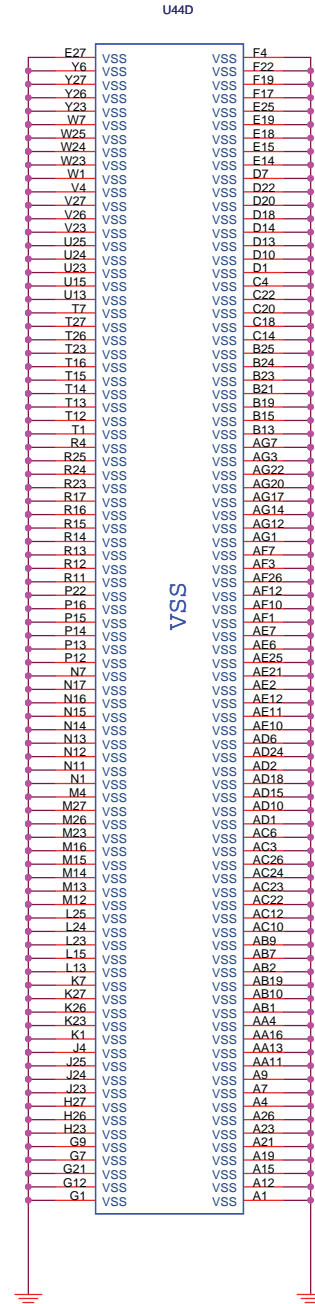 U44D
E27 VSS VSS F4
Y6 VSS VSS F22
Y27 VSS VSS F19
Y26 VSS VSS F17
Y23 VSS VSS E25
W7 VSS VSS E19
W25 VSS VSS E18
W24 VSS VSS E15
W23 VSS VSS E14
W1 VSS VSS D7
V4 VSS VSS D22
V27 VSS VSS D20
V26 VSS VSS D18
V23 VSS VSS D14
U25 VSS VSS D13
U24 VSS VSS D10
U23 VSS VSS D1
U15 VSS VSS C4
U13 VSS VSS C22
T7 VSS VSS C20
T27 VSS VSS C18
T26 VSS VSS C14
T23 VSS VSS B25
T16 VSS VSS B24
T15 VSS VSS B23
T14 VSS VSS B21
T13 VSS VSS B19
T12 VSS VSS B15
T1 VSS VSS B13
R4 VSS VSS AG7
R25 VSS VSS AG3
R24 VSS VSS AG22
R23 VSS VSS AG20
R17 VSS VSS AG17
R16 VSS VSS AG14
R15 VSS VSS AG12
R14 VSS VSS AG1
R13 VSS VSS AF7
R12 VSS VSS AF3
R11 VSS VSS AF26
P22 VSS VSS AF12
P16 VSS VSS AF10
VSS
P15 VSS VSS AF1
P14 VSS VSS AE7
P13 VSS VSS AE6
P12 VSS VSS AE25
N7 VSS VSS AE21
N17 VSS VSS AE2
N16 VSS VSS AE12
N15 VSS VSS AE11
N14 VSS VSS AE10
N13 VSS VSS AD6
N12 VSS VSS AD24
N11 VSS VSS AD2
N1 VSS VSS AD18
M4 VSS VSS AD15
M27 VSS VSS AD10
M26 VSS VSS AD1
M23 VSS VSS AC6
M16 VSS VSS AC3
M15 VSS VSS AC26
M14 VSS VSS AC24
M13 VSS VSS AC23
M12 VSS VSS AC22
L25 VSS VSS AC12
L24 VSS VSS AC10
L23 VSS VSS AB9
L15 VSS VSS AB7
L13 VSS VSS AB2
K7 VSS VSS AB19
K27 VSS VSS AB10
K26 VSS VSS AB1
K23 VSS VSS AA4
K1 VSS VSS AA16
J4 VSS VSS AA13
J25 VSS VSS AA11
J24 VSS VSS A9
J23 VSS VSS A7
H27 VSS VSS A4
H26 VSS VSS A26
H23 VSS VSS A23
G9 VSS VSS A21
G7 VSS VSS A19
G21 VSS VSS A15
G12 VSS VSS A12
G1 VSS VSS A1